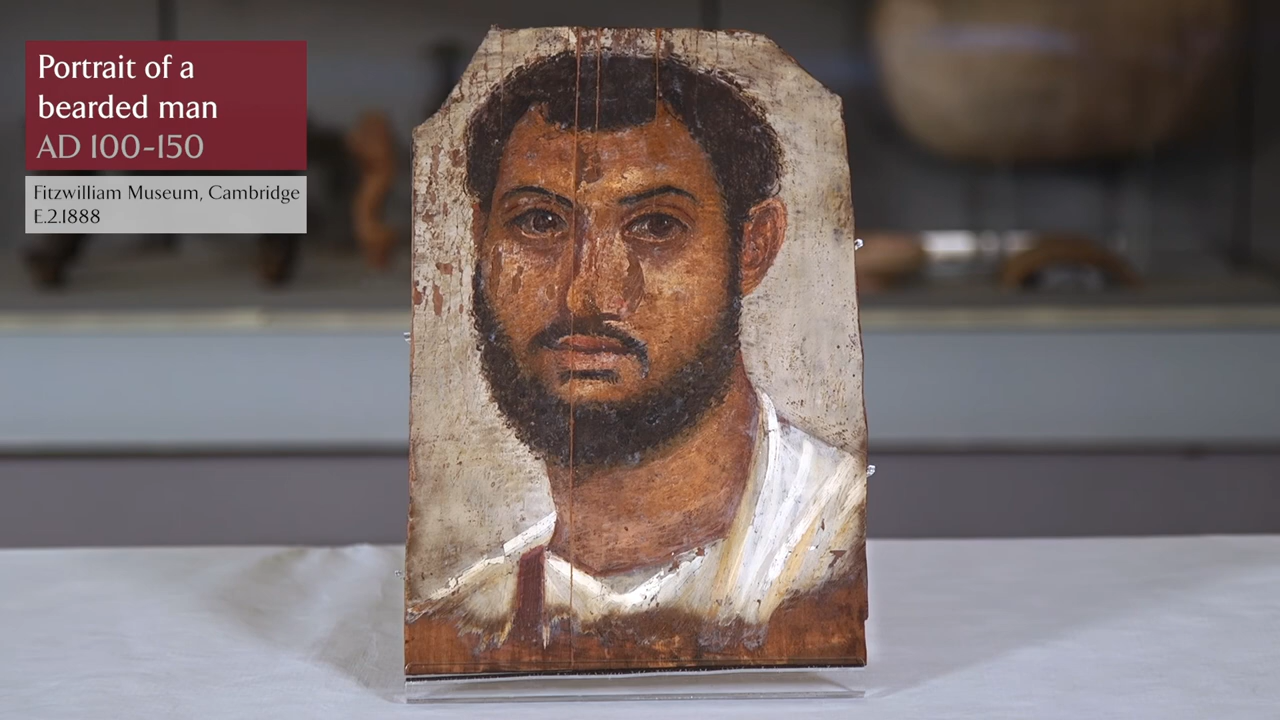 Portrait of a
bearded man
AD 100-150
Fitzwilliam Museum, Cambridge
E.2.1888